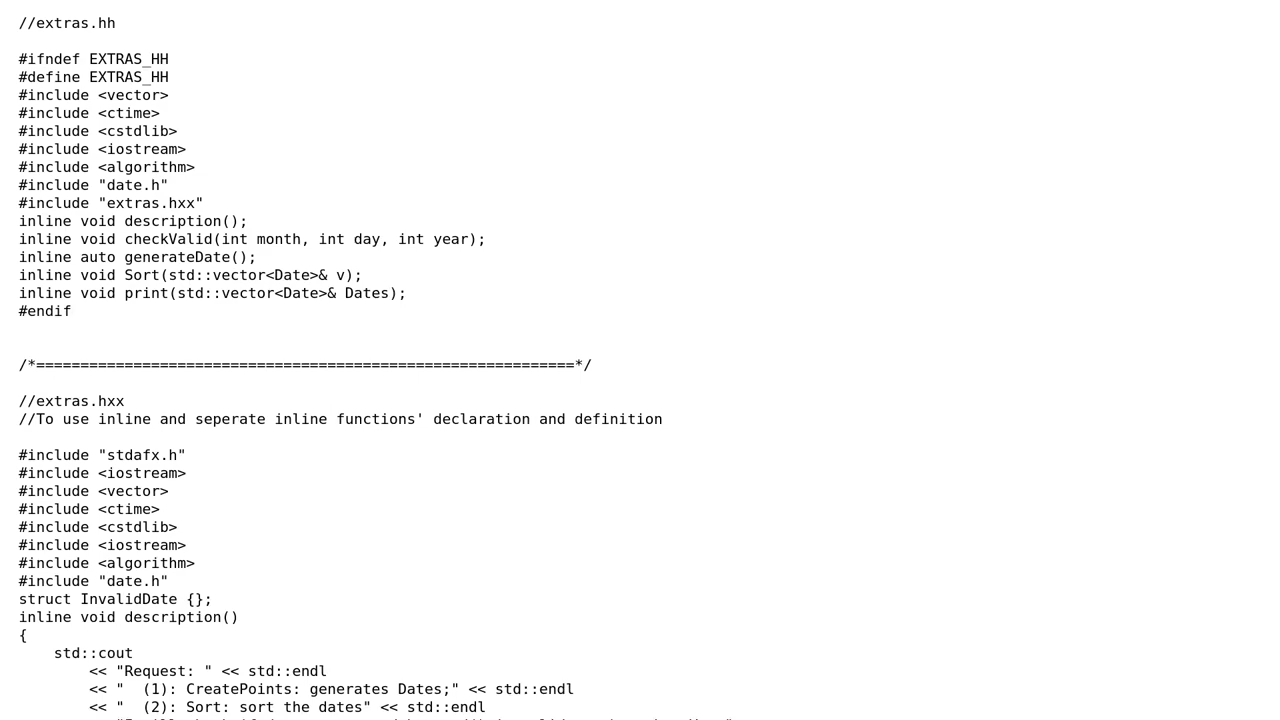 //extras.hh
#ifndef EXTRAS_HH
#define EXTRAS_HH
#include <vector>
#include <ctime>
#include <cstdlib>
#include <iostream>
#include <algorithm>
#include "date.h"
#include "extras.hxx"
inline void description();
inline void checkValid(int month, int day, int year);
inline auto generateDate();
inline void Sort(std::vector<Date>& v);
inline void print(std::vector<Date>& Dates);
#endif
/*=============================================================*/
//extras.hxx
//To use inline and seperate inline functions' declaration and definition
#include "stdafx.h"
#include <iostream>
#include <vector>
#include <ctime>
#include <cstdlib>
#include <iostream>
#include <algorithm>
#include "date.h"
struct InvalidDate {};
inline void description()
{
    std::cout
        << "Request: " << std::endl
        << "  (1): CreatePoints: generates Dates;" << std::endl
        << "  (2): Sort: sort the dates" << std::endl